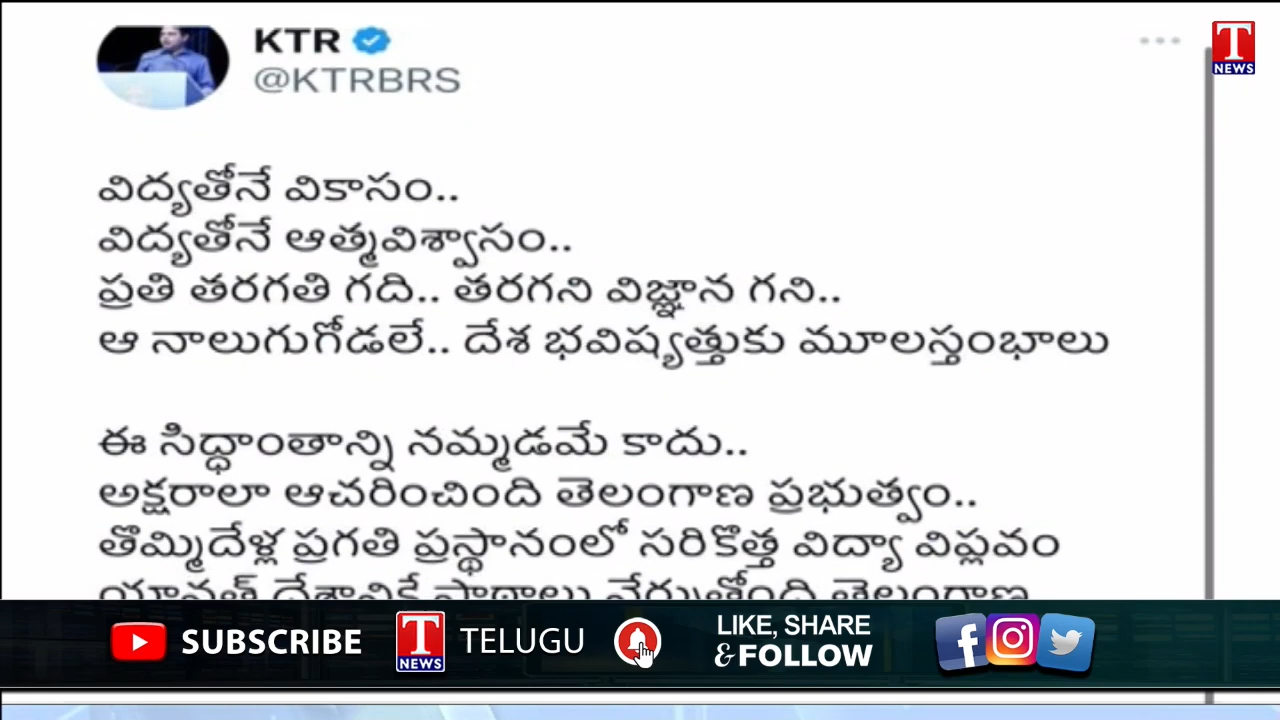 KTR
@KTRBRS
T
NEWS
విద్యతోనే వికాసం..
విద్యతోనే ఆత్మవిశ్వాసం..
ప్రతి తరగతి గది.. తరగని విజ్ఞాన గని..
ఆ నాలుగుగోడలే.. దేశ భవిష్యత్తుకు మూలస్తంభాలు
ఈ సిద్ధాంతాన్ని నమ్మడమే కాదు..
అక్షరాలా ఆచరించింది తెలంగాణ ప్రభుత్వం..
తొమ్మిదేళ్ల ప్రగతి ప్రస్థానంలో సరికొత్త విద్యా విప్లవం
యావత్ దేశానికే పాఠాలు నేర్పుతోంది తెలంగాణ
SUBSCRIBE T NEWS TELUGU LIKE, SHARE & FOLLOW